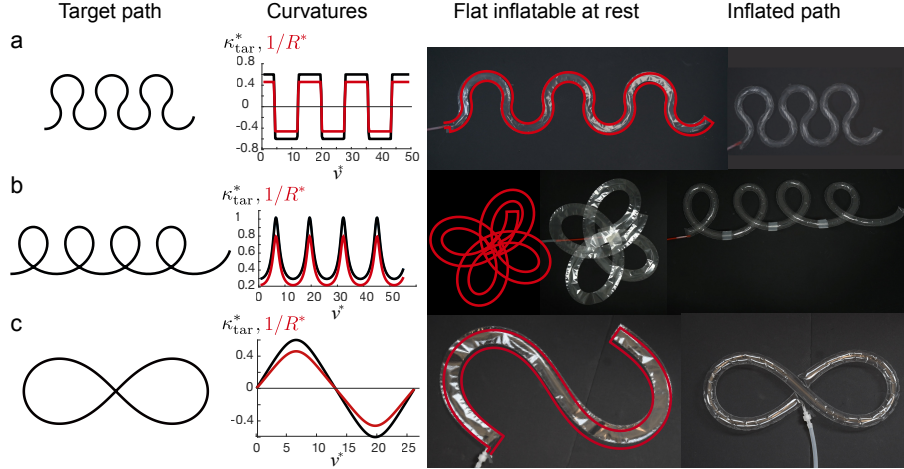 Target path Curvatures Flat inflatable at rest Inflated path
a
κ*tar, 1/R*
0.8
0.4
0
-0.4
-0.8
0 10 20 30 40 50
ν*
b
κ*tar, 1/R*
1
0.8
0.6
0.4
0.2
0 10 20 30 40 50
ν*
c
κ*tar, 1/R*
0.4
0
-0.4
0 5 10 15 20 25
ν*